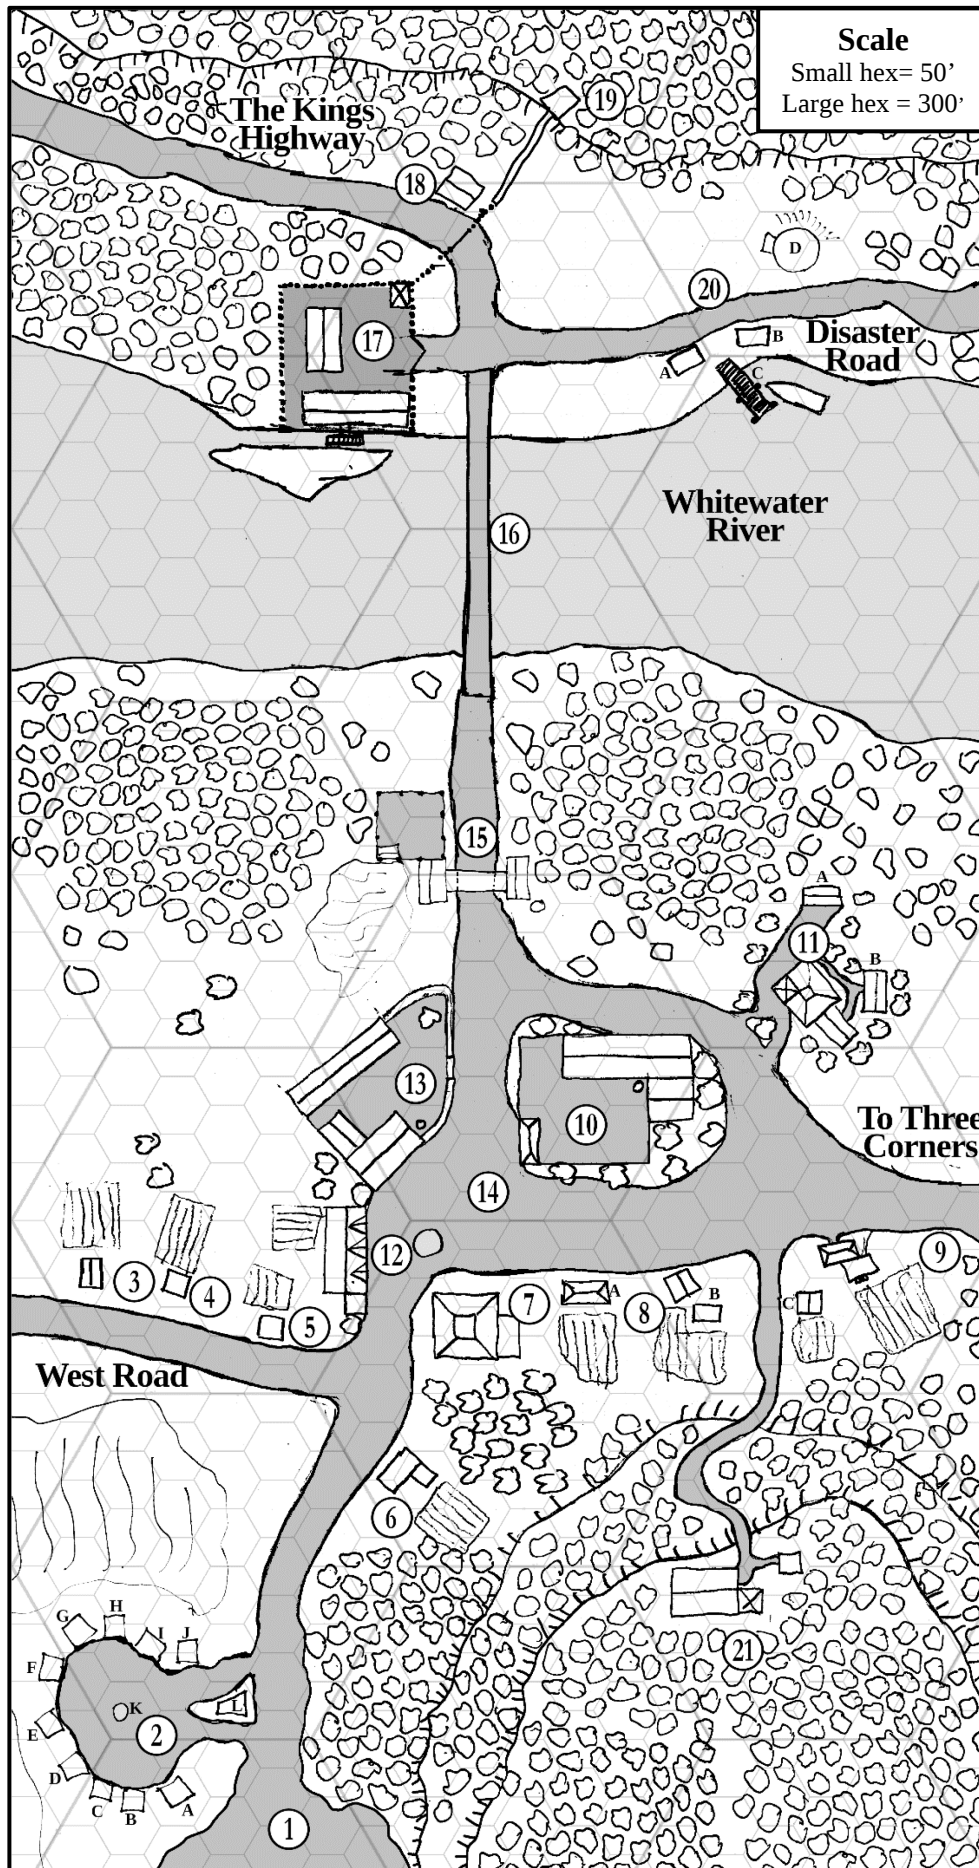 Scale
Small hex= 50’
Large hex = 300’
The Kings
Highway
19
18
D
20
17
B
Disaster
Road
A
C
Whitewater
River
16
15
A
11
B
13
10
To Three
Corners
14
12
9
3
4
5
7
A
8
B
C
West Road
6
G
H
I
J
F
21
K
L
E
2
D
C
B
A
1